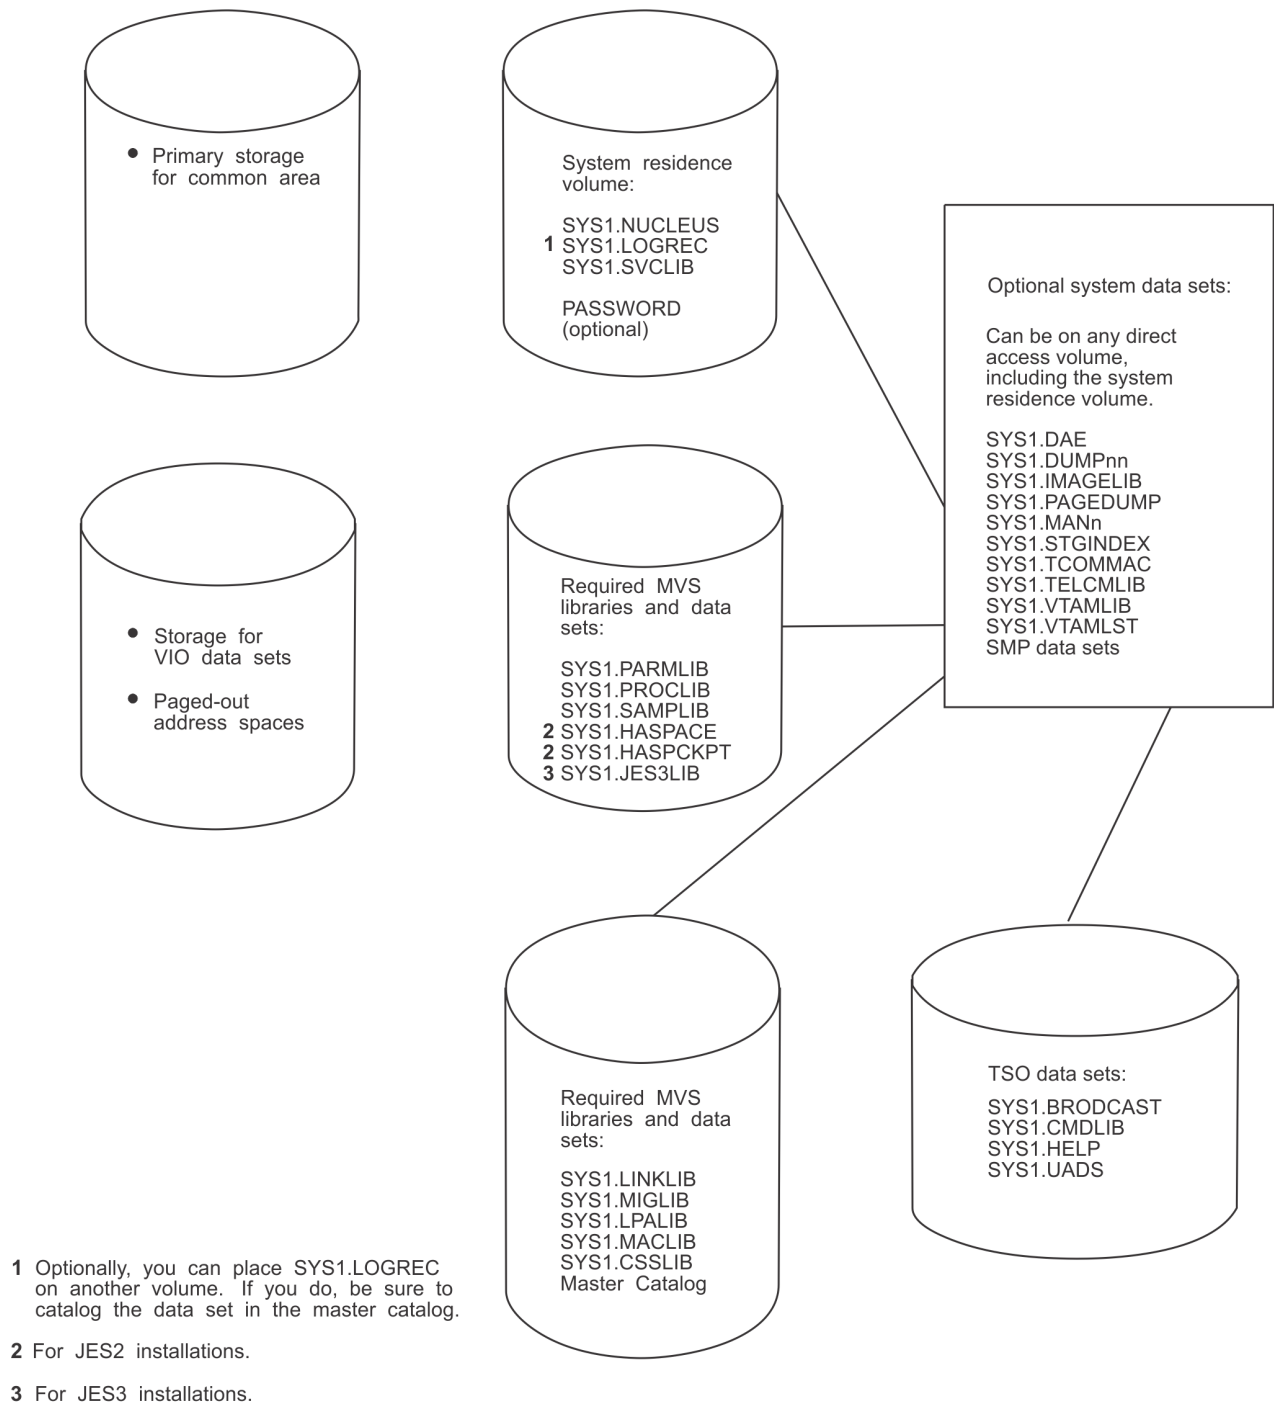 • Primary storage
for common area
System residence
volume:
SYS1.NUCLEUS
1 SYS1.LOGREC
SYS1.SVCLIB
PASSWORD
(optional)
Optional system data sets:
Can be on any direct
access volume,
including the system
residence volume.
SYS1.DAE
SYS1.DUMPnn
SYS1.IMAGELIB
SYS1.PAGEDUMP
SYS1.MANn
SYS1.STGINDEX
SYS1.TCOMMAC
SYS1.TELCMLIB
SYS1.VTAMLIB
SYS1.VTAMLST
SMP data sets
• Storage for
VIO data sets
• Paged-out
address spaces
Required MVS
libraries and data
sets:
SYS1.PARMLIB
SYS1.PROCLIB
SYS1.SAMPLIB
2 SYS1.HASPACE
2 SYS1.HASPCKPT
3 SYS1.JES3LIB
Required MVS
libraries and data
sets:
SYS1.LINKLIB
SYS1.MIGLIB
SYS1.LPALIB
SYS1.MACLIB
SYS1.CSSLIB
Master Catalog
TSO data sets:
SYS1.BRODCAST
SYS1.CMDLIB
SYS1.HELP
SYS1.UADS
1 Optionally, you can place SYS1.LOGREC
on another volume. If you do, be sure to
catalog the data set in the master catalog.
2 For JES2 installations.
3 For JES3 installations.